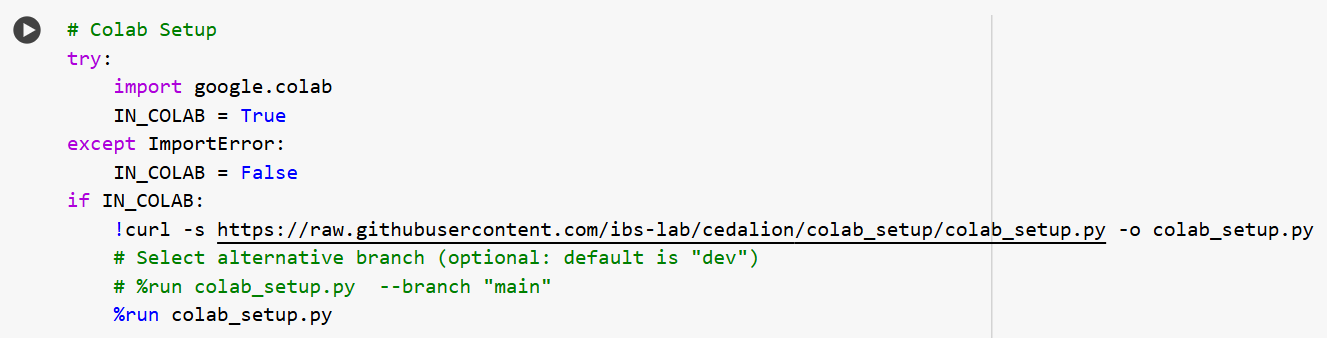 # Colab Setup
try:
    import google.colab
    IN_COLAB = True
except ImportError:
    IN_COLAB = False
if IN_COLAB:
    !curl -s https://raw.githubusercontent.com/ibs-lab/cedalion/colab_setup/colab_setup.py -o colab_setup.py
    # Select alternative branch (optional: default is "dev")
    # %run colab_setup.py  --branch "main"
    %run colab_setup.py